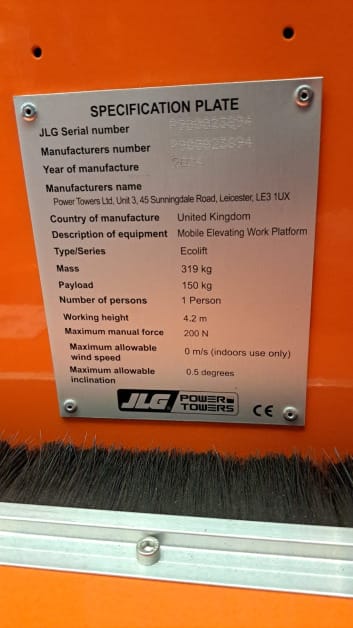 SPECIFICATION PLATE
JLG Serial number
Manufacturers number
Year of manufacture
Manufacturers name
Power Towers Ltd, Unit 3, 45 Sunningdale Road, Leicester, LE3 1UX
Country of manufacture United Kingdom
Description of equipment Mobile Elevating Work Platform
Type/Series Ecolift
Mass 319 kg
Payload 150 kg
Number of persons 1 Person
Working height 4.2 m
Maximum manual force 200 N
Maximum allowable
wind speed 0 m/s (indoors use only)
Maximum allowable
inclination 0.5 degrees
JLG POWER
TOWERS CE